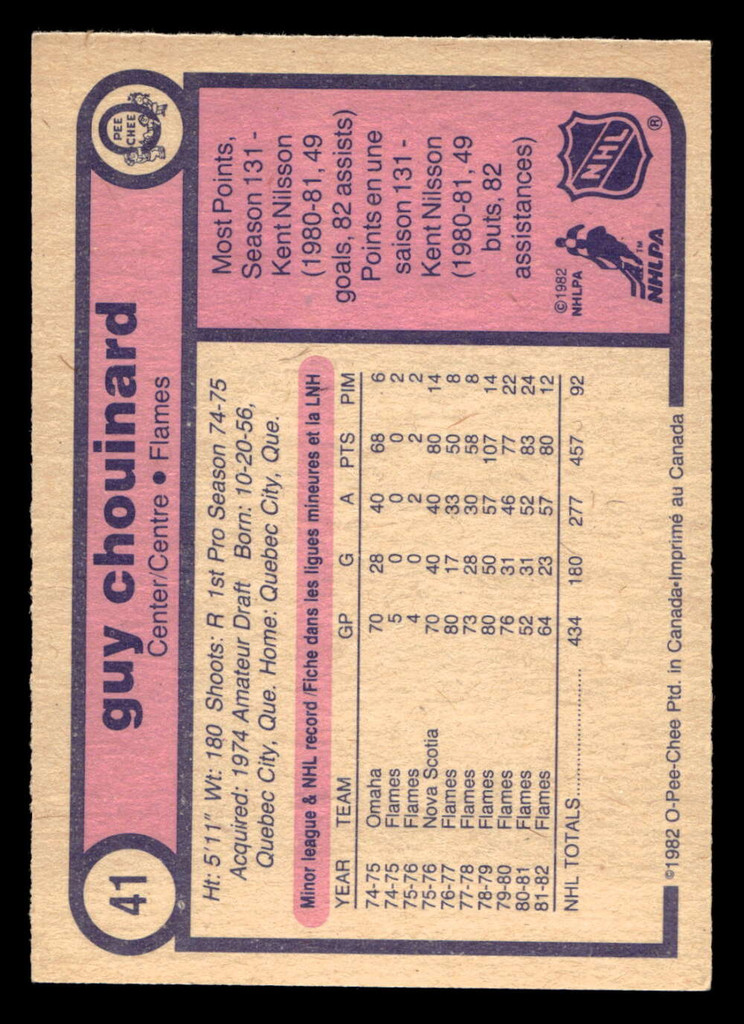 41
guy chouinard
Center/Centre • Flames
O
PEE
CHEE
Ht: 5'11" Wt: 180 Shoots: R 1st Pro Season 74-75
Acquired: 1974 Amateur Draft Born: 10-20-56,
Quebec City, Que. Home: Quebec City, Que.
Minor league & NHL record/Fiche dans les ligues mineures et la LNH
YEAR TEAM GP G A PTS PIM
74-75 Omaha 70 28 40 68 6
74-75 Flames 5 0 0 0 2
75-76 Flames 4 0 2 2 2
75-76 Nova Scotia 70 40 40 80 14
76-77 Flames 80 17 33 50 8
77-78 Flames 73 28 30 58 8
78-79 Flames 80 50 57 107 14
79-80 Flames 76 31 46 77 22
80-81 Flames 52 31 52 83 24
81-82 Flames 64 23 57 80 12
NHL TOTALS.................... 434 180 277 457 92
Most Points,
Season 131 -
Kent Nilsson
(1980-81, 49
goals, 82 assists)
Points en une
saison 131 -
Kent Nilsson
(1980-81, 49
buts, 82
assistances)
©1982
NHLPA
NHLPA ™
NHL ®
©1982 O-Pee-Chee Ptd. in Canada•Imprimé au Canada